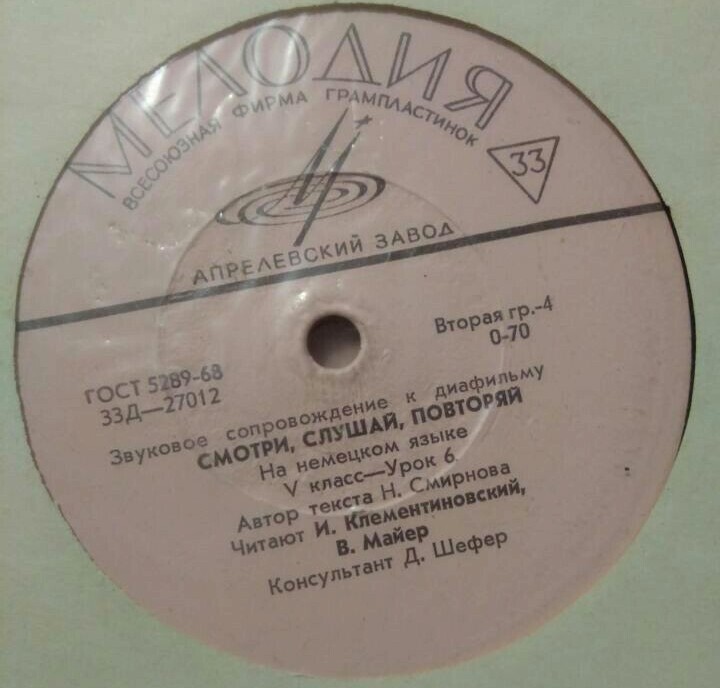 МЕЛОДИЯ
ВСЕСОЮЗНАЯ ФИРМА ГРАМПЛАСТИНОК
33
АПРЕЛЕВСКИЙ ЗАВОД
ГОСТ 5289-68
33Д—27012
Вторая гр.-4
0-70
Звуковое сопровождение к диафильму
СМОТРИ, СЛУШАЙ, ПОВТОРЯЙ
На немецком языке
V класс—Урок 6
Автор текста Н. Смирнова
Читают И. Клементиновский,
В. Майер
Консультант Д. Шефер